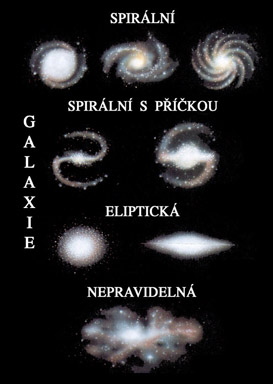 SPIRÁLNÍ
SPIRÁLNÍ S PŘÍČKOU
GALAXIE
ELIPTICKÁ
NEPRAVIDELNÁ